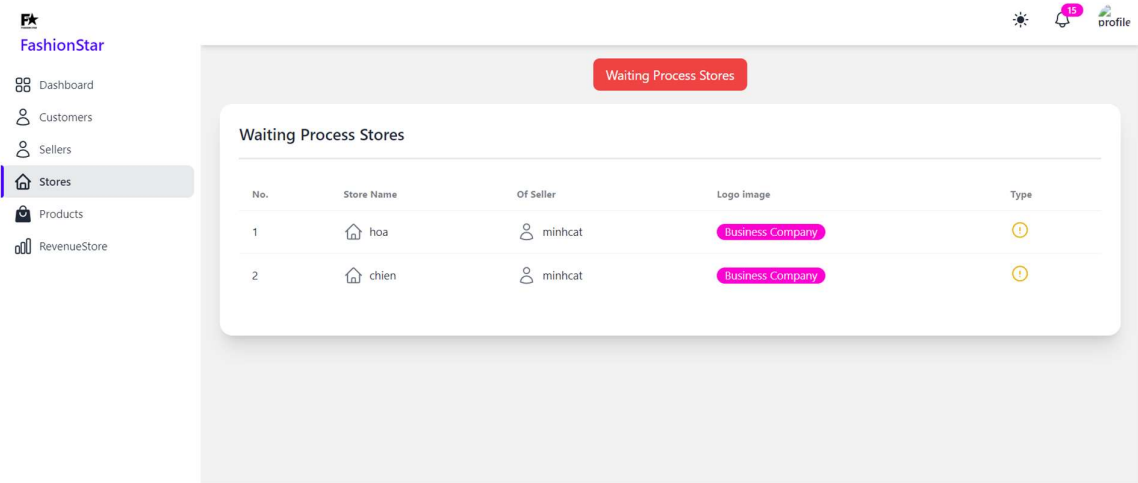 FashionStar
Dashboard
Customers
Sellers
Stores
Products
RevenueStore
15
profile
Waiting Process Stores
Waiting Process Stores
No. Store Name Of Seller Logo image Type
1 hoa minhcat Business Company
2 chien minhcat Business Company